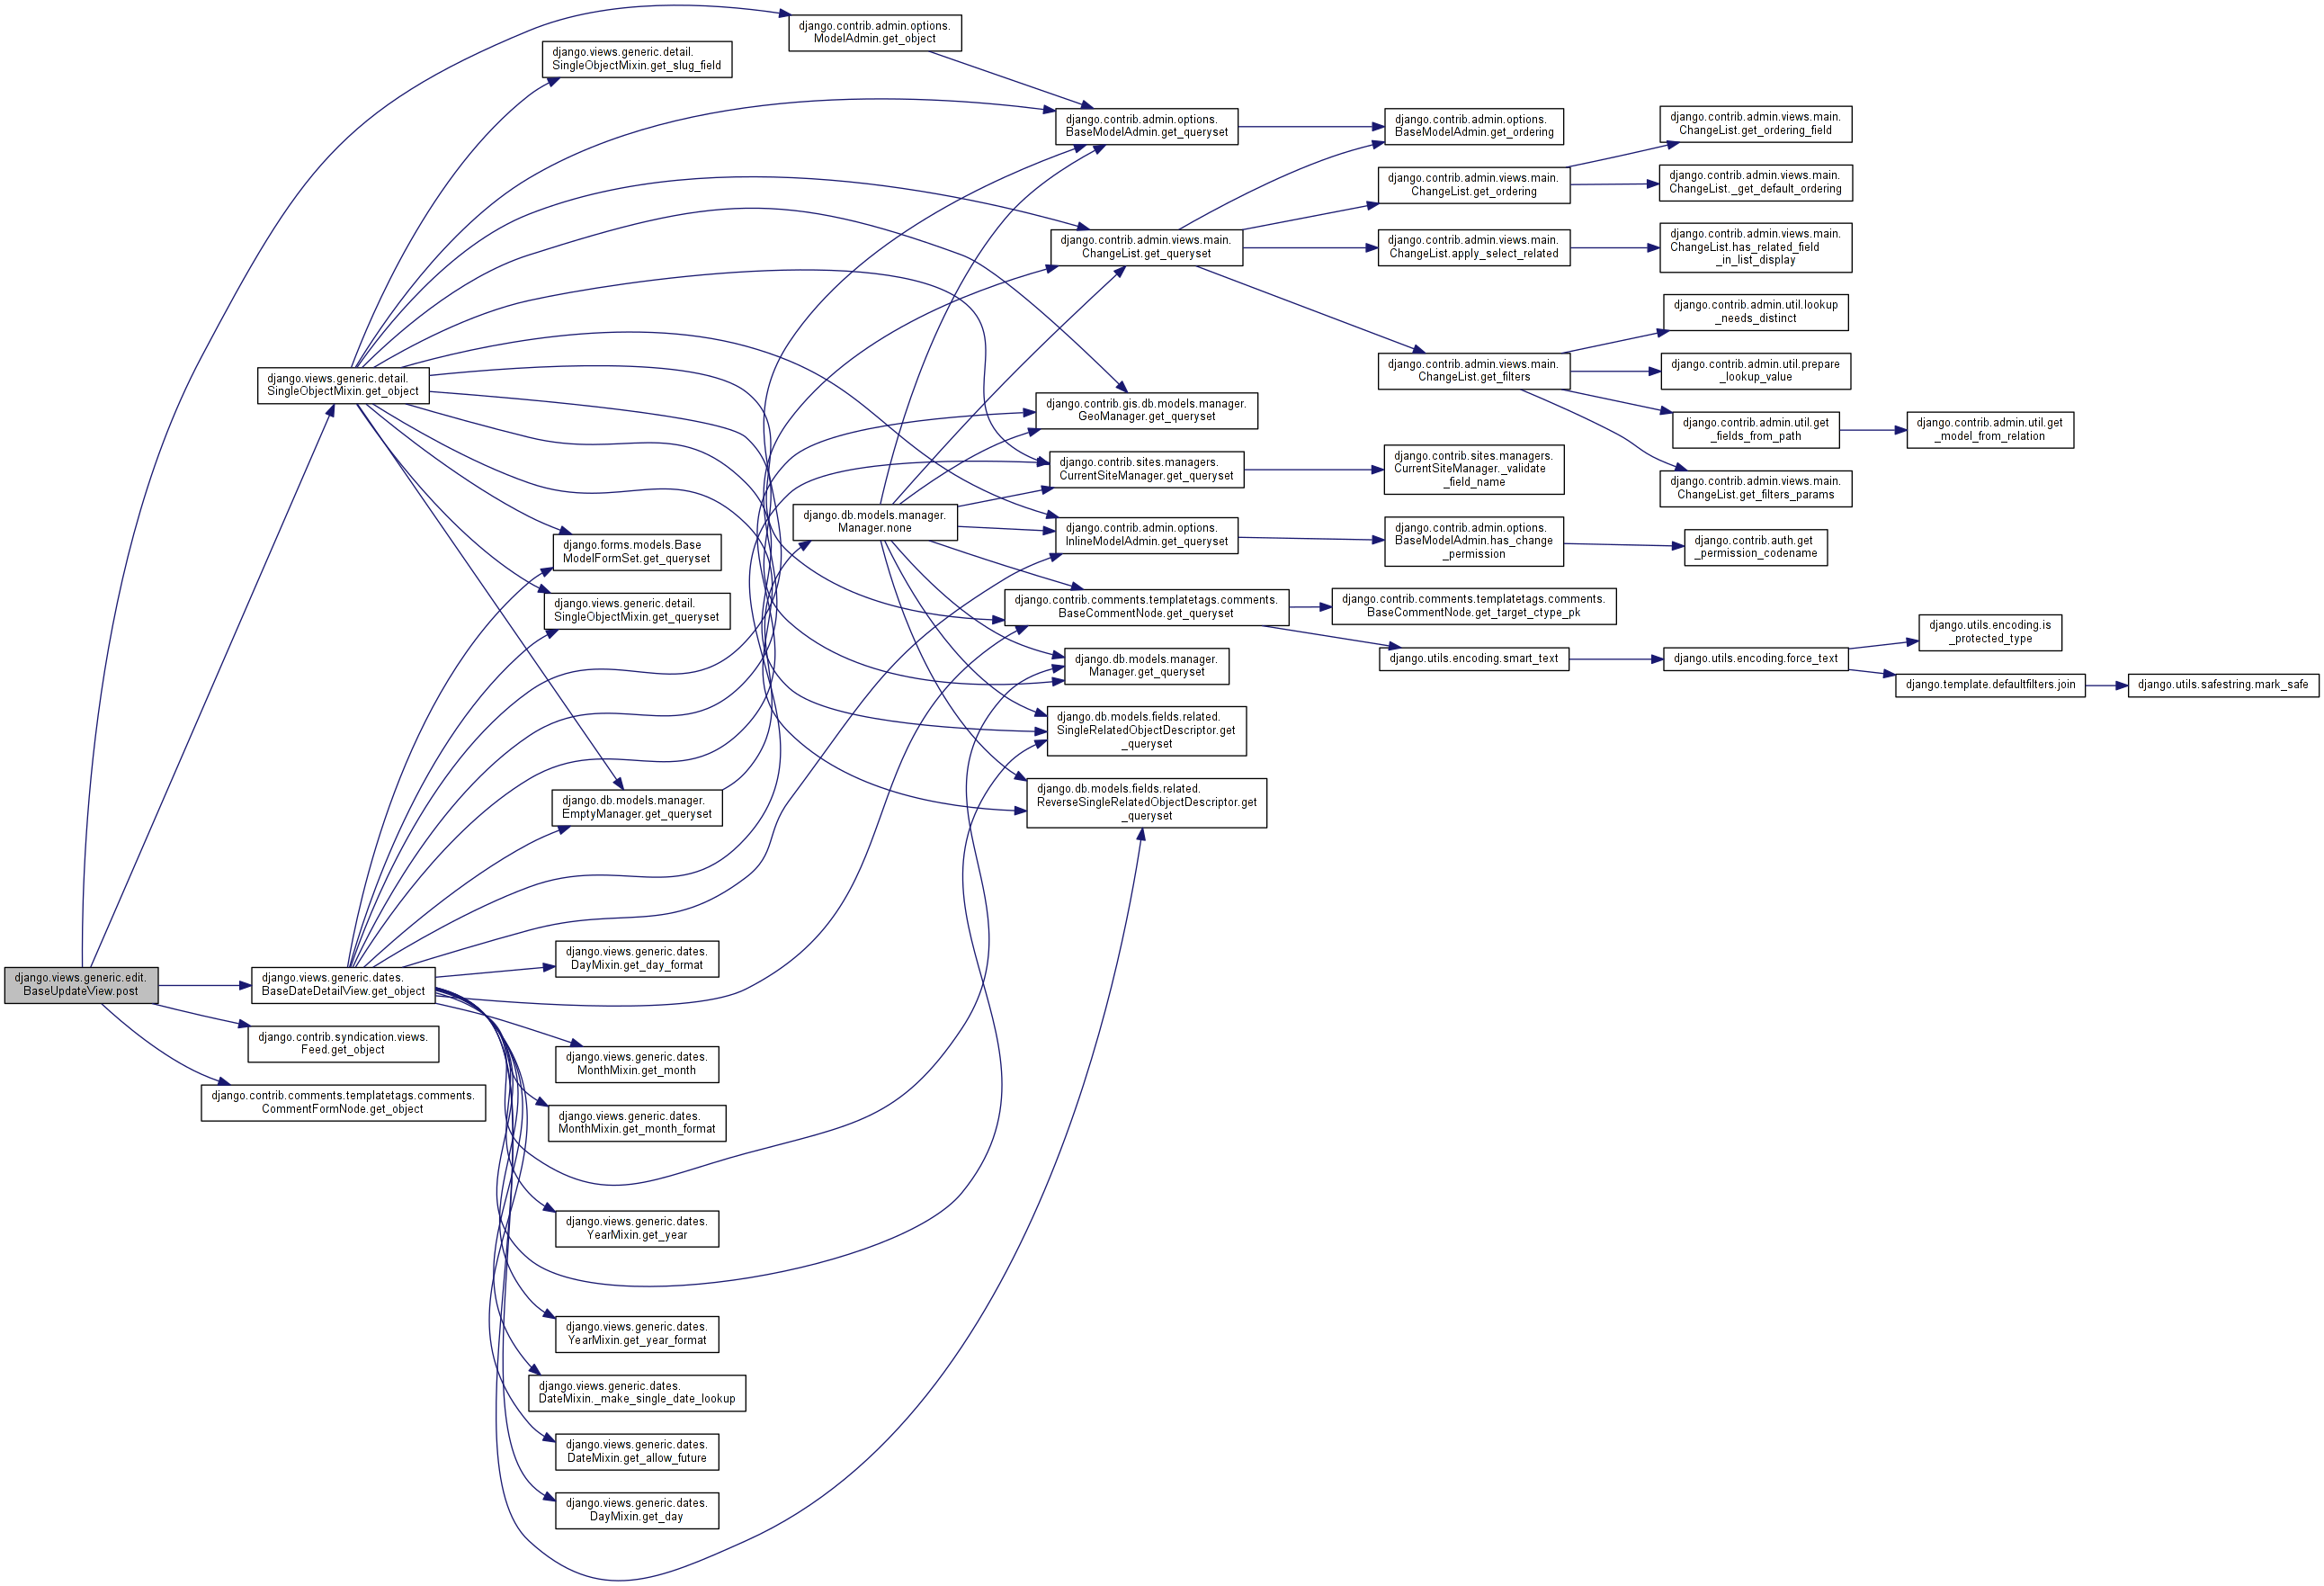 django.views.generic.edit.
BaseUpdateView.post
django.contrib.admin.options.
ModelAdmin.get_object
django.views.generic.detail.
SingleObjectMixin.get_slug_field
django.views.generic.detail.
SingleObjectMixin.get_object
django.forms.models.Base
ModelFormSet.get_queryset
django.views.generic.detail.
SingleObjectMixin.get_queryset
django.db.models.manager.
EmptyManager.get_queryset
django.views.generic.dates.
BaseDateDetailView.get_object
django.contrib.syndication.views.
Feed.get_object
django.contrib.comments.templatetags.comments.
CommentFormNode.get_object
django.views.generic.dates.
DayMixin.get_day_format
django.views.generic.dates.
MonthMixin.get_month
django.views.generic.dates.
MonthMixin.get_month_format
django.views.generic.dates.
YearMixin.get_year
django.views.generic.dates.
YearMixin.get_year_format
django.views.generic.dates.
DateMixin._make_single_date_lookup
django.views.generic.dates.
DateMixin.get_allow_future
django.views.generic.dates.
DayMixin.get_day
django.db.models.manager.
Manager.none
django.contrib.admin.options.
BaseModelAdmin.get_queryset
django.contrib.admin.views.main.
ChangeList.get_queryset
django.contrib.gis.db.models.manager.
GeoManager.get_queryset
django.contrib.sites.managers.
CurrentSiteManager.get_queryset
django.contrib.admin.options.
InlineModelAdmin.get_queryset
django.contrib.comments.templatetags.comments.
BaseCommentNode.get_queryset
django.db.models.manager.
Manager.get_queryset
django.db.models.fields.related.
SingleRelatedObjectDescriptor.get
_queryset
django.db.models.fields.related.
ReverseSingleRelatedObjectDescriptor.get
_queryset
django.contrib.admin.options.
BaseModelAdmin.get_ordering
django.contrib.admin.views.main.
ChangeList.get_ordering
django.contrib.admin.views.main.
ChangeList.apply_select_related
django.contrib.admin.views.main.
ChangeList.get_filters
django.contrib.sites.managers.
CurrentSiteManager._validate
_field_name
django.contrib.admin.options.
BaseModelAdmin.has_change
_permission
django.contrib.comments.templatetags.comments.
BaseCommentNode.get_target_ctype_pk
django.utils.encoding.smart_text
django.contrib.admin.views.main.
ChangeList.get_ordering_field
django.contrib.admin.views.main.
ChangeList._get_default_ordering
django.contrib.admin.views.main.
ChangeList.has_related_field
_in_list_display
django.contrib.admin.util.lookup
_needs_distinct
django.contrib.admin.util.prepare
_lookup_value
django.contrib.admin.util.get
_fields_from_path
django.contrib.admin.views.main.
ChangeList.get_filters_params
django.contrib.auth.get
_permission_codename
django.utils.encoding.force_text
django.contrib.admin.util.get
_model_from_relation
django.utils.encoding.is
_protected_type
django.template.defaultfilters.join
django.utils.safestring.mark_safe